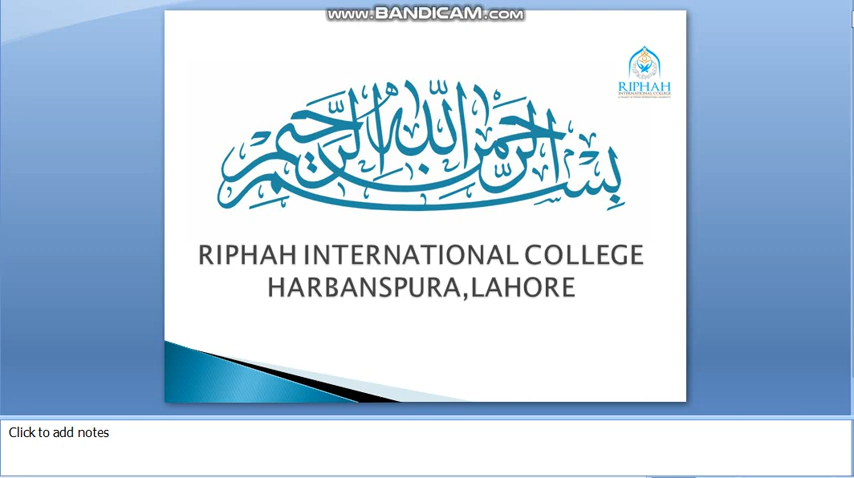 www.BANDICAM.com
RIPHAH
INTERNATIONAL COLLEGE
بسم الله الرحمن الرحيم
RIPHAH INTERNATIONAL COLLEGE
HARBANSPURA,LAHORE
Click to add notes